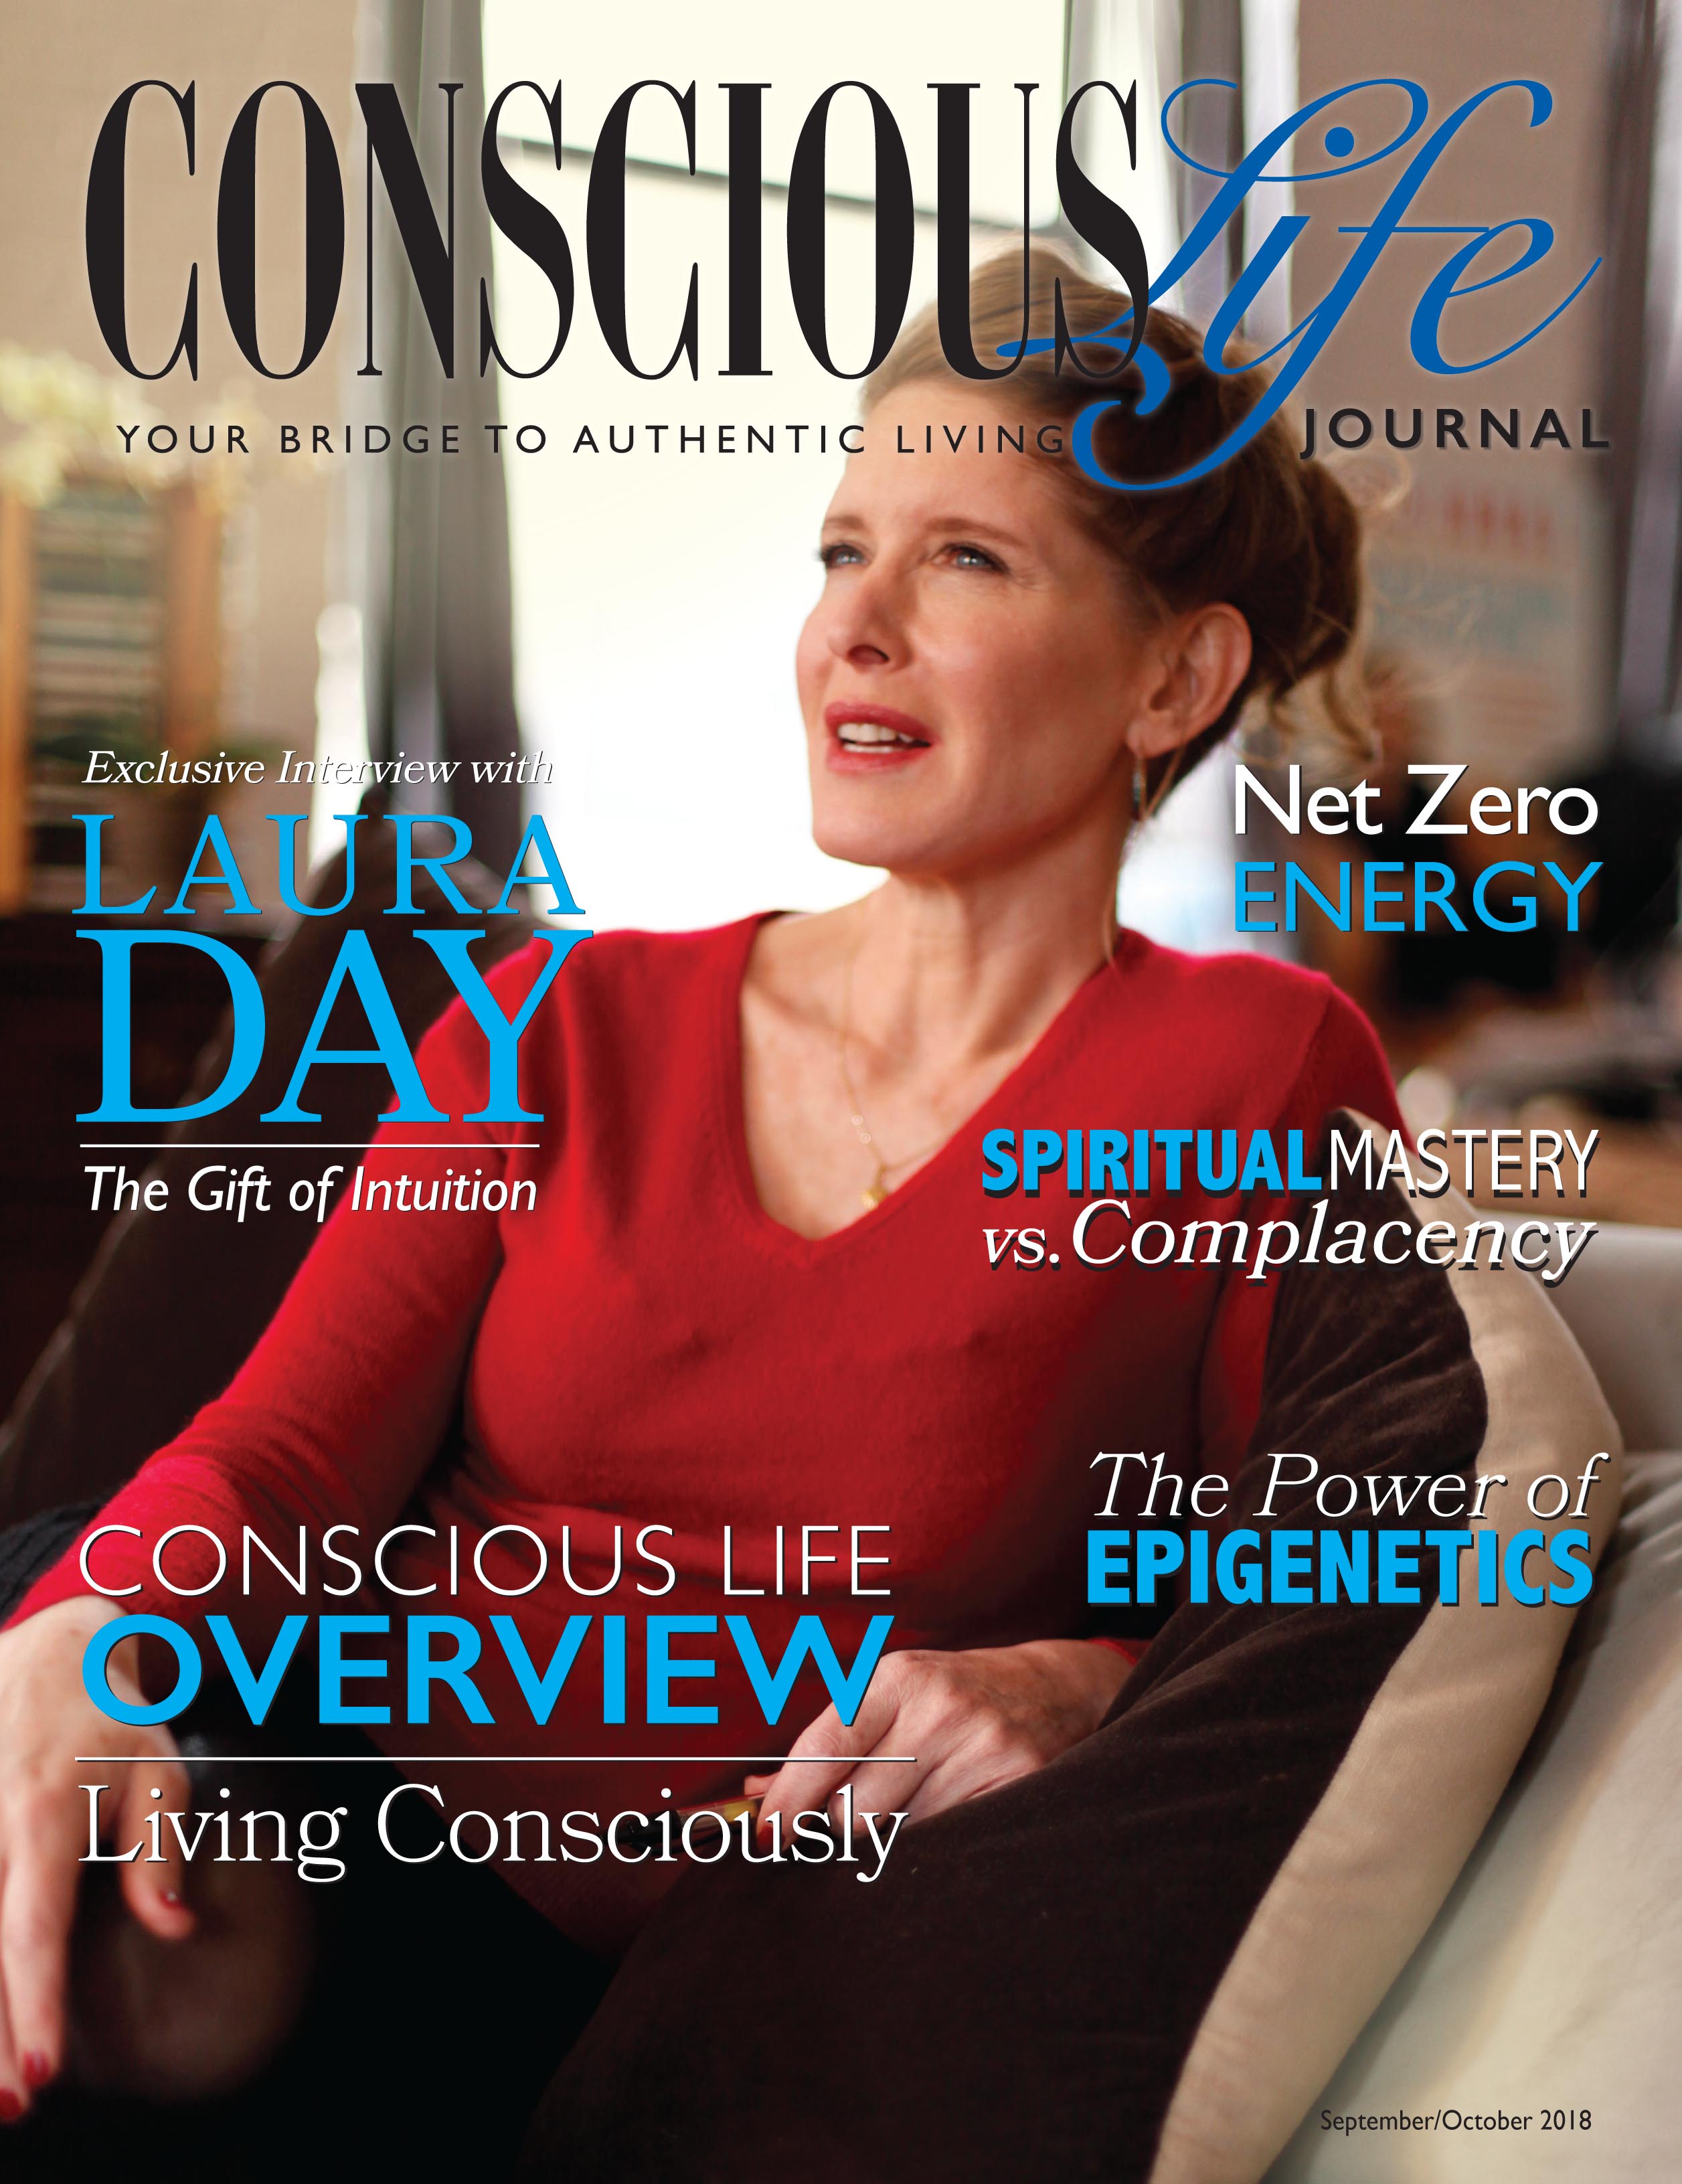 CONSCIOUS Life
YOUR BRIDGE TO AUTHENTIC LIVING
JOURNAL
Exclusive Interview with
LAURA
DAY
The Gift of Intuition
Net Zero
ENERGY
SPIRITUAL MASTERY
vs. Complacency
The Power of
EPIGENETICS
CONSCIOUS LIFE
OVERVIEW
Living Consciously
September/October 2018